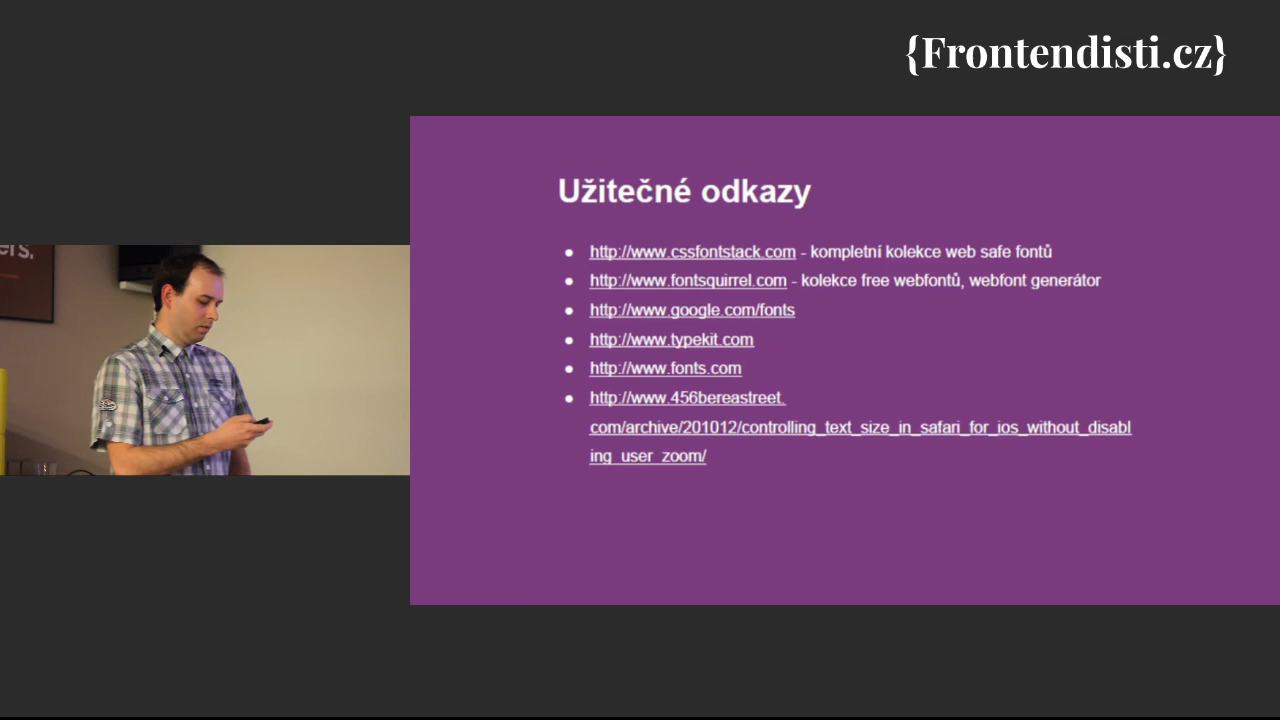 {Frontendisti.cz}
ers.
Užitečné odkazy
● http://www.cssfontstack.com - kompletní kolekce web safe fontů
● http://www.fontsquirrel.com - kolekce free webfontů, webfont generátor
● http://www.google.com/fonts
● http://www.typekit.com
● http://www.fonts.com
● http://www.456bereastreet.
com/archive/201012/controlling_text_size_in_safari_for_ios_without_disabl
ing_user_zoom/